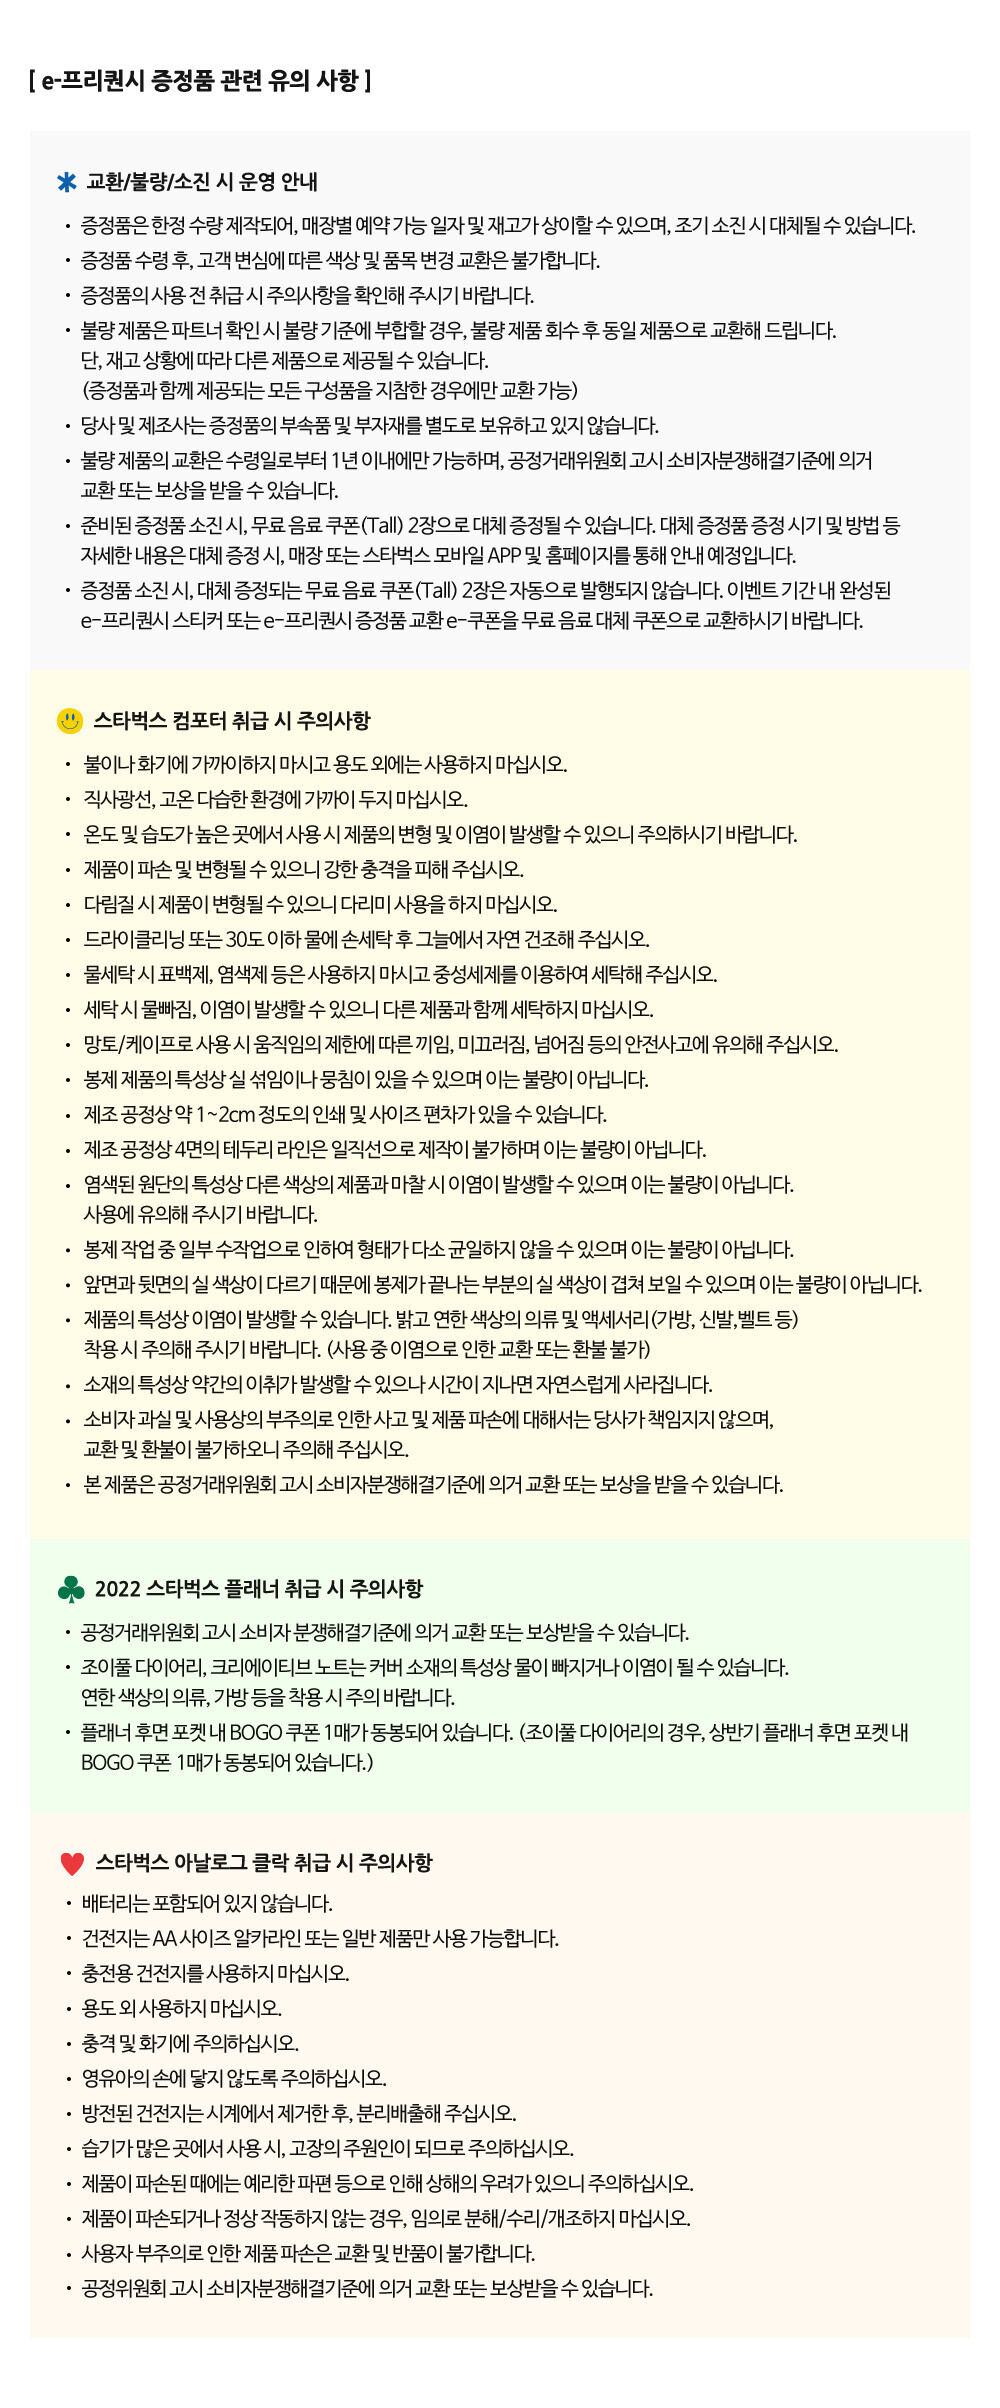 [ e-프리퀀시 증정품 관련 유의 사항 ]
교환/불량/소진 시 운영 안내
• 증정품은 한정 수량 제작되어, 매장별 예약 가능 일자 및 재고가 상이할 수 있으며, 조기 소진 시 대체될 수 있습니다.
• 증정품 수령 후, 고객 변심에 따른 색상 및 품목 변경 교환은 불가합니다.
• 증정품의 사용 전 취급 시 주의사항을 확인해 주시기 바랍니다.
• 불량 제품은 파트너 확인 시 불량 기준에 부합할 경우, 불량 제품 회수 후 동일 제품으로 교환해 드립니다.
단, 재고 상황에 따라 다른 제품으로 제공될 수 있습니다.
(증정품과 함께 제공되는 모든 구성품을 지참한 경우에만 교환 가능)
• 당사 및 제조사는 증정품의 부속품 및 부자재를 별도로 보유하고 있지 않습니다.
• 불량 제품의 교환은 수령일로부터 1년 이내에만 가능하며, 공정거래위원회 고시 소비자분쟁해결기준에 의거
교환 또는 보상을 받을 수 있습니다.
• 준비된 증정품 소진 시, 무료 음료 쿠폰(Tall) 2장으로 대체 증정될 수 있습니다. 대체 증정품 증정 시기 및 방법 등
자세한 내용은 대체 증정 시, 매장 또는 스타벅스 모바일 APP 및 홈페이지를 통해 안내 예정입니다.
• 증정품 소진 시, 대체 증정되는 무료 음료 쿠폰(Tall) 2장은 자동으로 발행되지 않습니다. 이벤트 기간 내 완성된
e-프리퀀시 스티커 또는 e-프리퀀시 증정품 교환 e-쿠폰을 무료 음료 대체 쿠폰으로 교환하시기 바랍니다.
스타벅스 컴포터 취급 시 주의사항
• 불이나 화기에 가까이하지 마시고 용도 외에는 사용하지 마십시오.
• 직사광선, 고온 다습한 환경에 가까이 두지 마십시오.
• 온도 및 습도가 높은 곳에서 사용 시 제품의 변형 및 이염이 발생할 수 있으니 주의하시기 바랍니다.
• 제품이 파손 및 변형될 수 있으니 강한 충격을 피해 주십시오.
• 다림질 시 제품이 변형될 수 있으니 다리미 사용을 하지 마십시오.
• 드라이클리닝 또는 30도 이하 물에 손세탁 후 그늘에서 자연 건조해 주십시오.
• 물세탁 시 표백제, 염색제 등은 사용하지 마시고 중성세제를 이용하여 세탁해 주십시오.
• 세탁 시 물빠짐, 이염이 발생할 수 있으니 다른 제품과 함께 세탁하지 마십시오.
• 망토/케이프로 사용 시 움직임의 제한에 따른 끼임, 미끄러짐, 넘어짐 등의 안전사고에 유의해 주십시오.
• 봉제 제품의 특성상 실 섞임이나 뭉침이 있을 수 있으며 이는 불량이 아닙니다.
• 제조 공정상 약 1~2cm 정도의 인쇄 및 사이즈 편차가 있을 수 있습니다.
• 제조 공정상 4면의 테두리 라인은 일직선으로 제작이 불가하며 이는 불량이 아닙니다.
• 염색된 원단의 특성상 다른 색상의 제품과 마찰 시 이염이 발생할 수 있으며 이는 불량이 아닙니다.
사용에 유의해 주시기 바랍니다.
• 봉제 작업 중 일부 수작업으로 인하여 형태가 다소 균일하지 않을 수 있으며 이는 불량이 아닙니다.
• 앞면과 뒷면의 실 색상이 다르기 때문에 봉제가 끝나는 부분의 실 색상이 겹쳐 보일 수 있으며 이는 불량이 아닙니다.
• 제품의 특성상 이염이 발생할 수 있습니다. 밝고 연한 색상의 의류 및 액세서리(가방, 신발,벨트 등)
착용 시 주의해 주시기 바랍니다. (사용 중 이염으로 인한 교환 또는 환불 불가)
• 소재의 특성상 약간의 이취가 발생할 수 있으나 시간이 지나면 자연스럽게 사라집니다.
• 소비자 과실 및 사용상의 부주의로 인한 사고 및 제품 파손에 대해서는 당사가 책임지지 않으며,
교환 및 환불이 불가하오니 주의해 주십시오.
• 본 제품은 공정거래위원회 고시 소비자분쟁해결기준에 의거 교환 또는 보상을 받을 수 있습니다.
2022 스타벅스 플래너 취급 시 주의사항
• 공정거래위원회 고시 소비자 분쟁해결기준에 의거 교환 또는 보상받을 수 있습니다.
• 조이풀 다이어리, 크리에이티브 노트는 커버 소재의 특성상 물이 빠지거나 이염이 될 수 있습니다.
연한 색상의 의류, 가방 등을 착용 시 주의 바랍니다.
• 플래너 후면 포켓 내 BOGO 쿠폰 1매가 동봉되어 있습니다. (조이풀 다이어리의 경우, 상반기 플래너 후면 포켓 내
BOGO 쿠폰 1매가 동봉되어 있습니다.)
스타벅스 아날로그 클락 취급 시 주의사항
• 배터리는 포함되어 있지 않습니다.
• 건전지는 AA 사이즈 알카라인 또는 일반 제품만 사용 가능합니다.
• 충전용 건전지를 사용하지 마십시오.
• 용도 외 사용하지 마십시오.
• 충격 및 화기에 주의하십시오.
• 영유아의 손에 닿지 않도록 주의하십시오.
• 방전된 건전지는 시계에서 제거한 후, 분리배출해 주십시오.
• 습기가 많은 곳에서 사용 시, 고장의 주원인이 되므로 주의하십시오.
• 제품이 파손된 때에는 예리한 파편 등으로 인해 상해의 우려가 있으니 주의하십시오.
• 제품이 파손되거나 정상 작동하지 않는 경우, 임의로 분해/수리/개조하지 마십시오.
• 사용자 부주의로 인한 제품 파손은 교환 및 반품이 불가합니다.
• 공정위원회 고시 소비자분쟁해결기준에 의거 교환 또는 보상받을 수 있습니다.